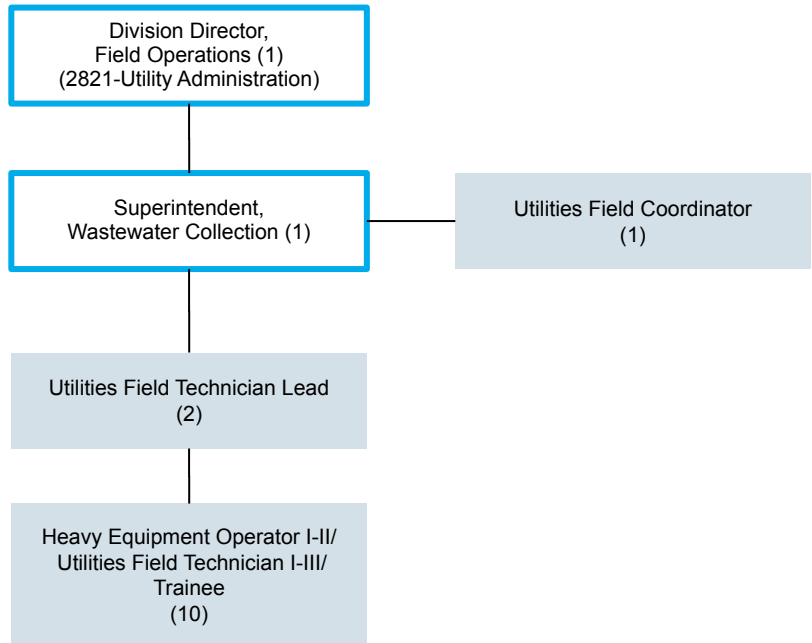 Division Director,
Field Operations (1)
(2821-Utility Administration)
Superintendent,
Wastewater Collection (1)
Utilities Field Coordinator
(1)
Utilities Field Technician Lead
(2)
Heavy Equipment Operator I-II/
Utilities Field Technician I-III/
Trainee
(10)